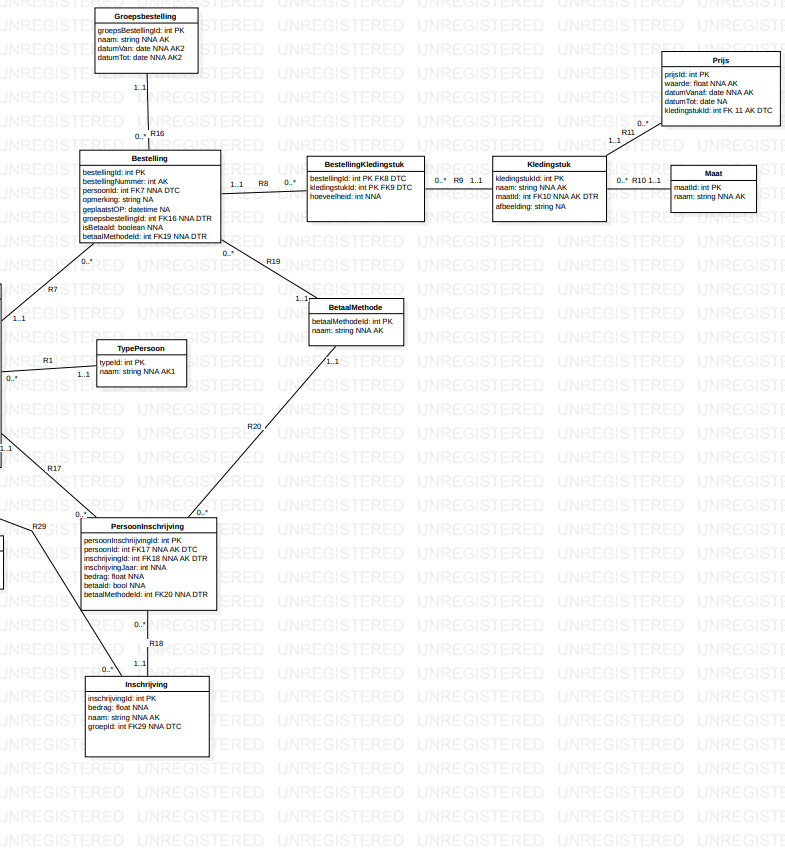 Groepsbestelling
groepsBestellingId: int PK
naam: string NNA AK
datumVan: date NNA AK2
datumTot: date NNA AK2
1..1
0..*
R16
Prijs
prijsId: int PK
waarde: float NNA AK
datumVanaf: date NNA AK
datumTot: date NA
kledingstukId: int FK 11 AK DTC
0..*
R11
1..1
Bestelling
bestellingId: int PK
bestellingNummer: int AK
persoonId: int FK7 NNA DTC
opmerking: string NA
geplaatstOP: datetime NA
groepsbestellingId: int FK16 NNA DTR
isBetaald: boolean NNA
betaalMethodeId: int FK19 NNA DTR
1..1 R8 0..*
BestellingKledingstuk
bestellingId: int PK FK8 DTC
kledingstukId: int PK FK9 DTC
hoeveelheid: int NNA
0..* R9 1..1
Kledingstuk
kledingstukId: int PK
naam: string NNA AK
maatId: int FK10 NNA AK DTR
afbeelding: string NA
0..* R10 1..1
Maat
maatId: int PK
naam: string NNA AK
0..*
R7
1..1
0..*
R19
1..1
BetaalMethode
betaalMethodeId: int PK
naam: string NNA AK
1..1
R20
0..*
TypePersoon
typeId: int PK
naam: string NNA AK1
R1
0..*
1..1
1..1
R17
0..*
R29
0..*
PersoonInschrijving
persoonInschriijvingId: int PK
persoonId: int FK17 NNA AK DTC
inschrijvingId: int FK18 NNA AK DTR
inschrijvingJaar: int NNA
bedrag: float NNA
betaald: bool NNA
betaalMethodeId: int FK20 NNA DTR
0..*
R18
1..1
Inschrijving
inschrijvingId: int PK
bedrag: float NNA
naam: string NNA AK
groepId: int FK29 NNA DTC
UNREGISTERED